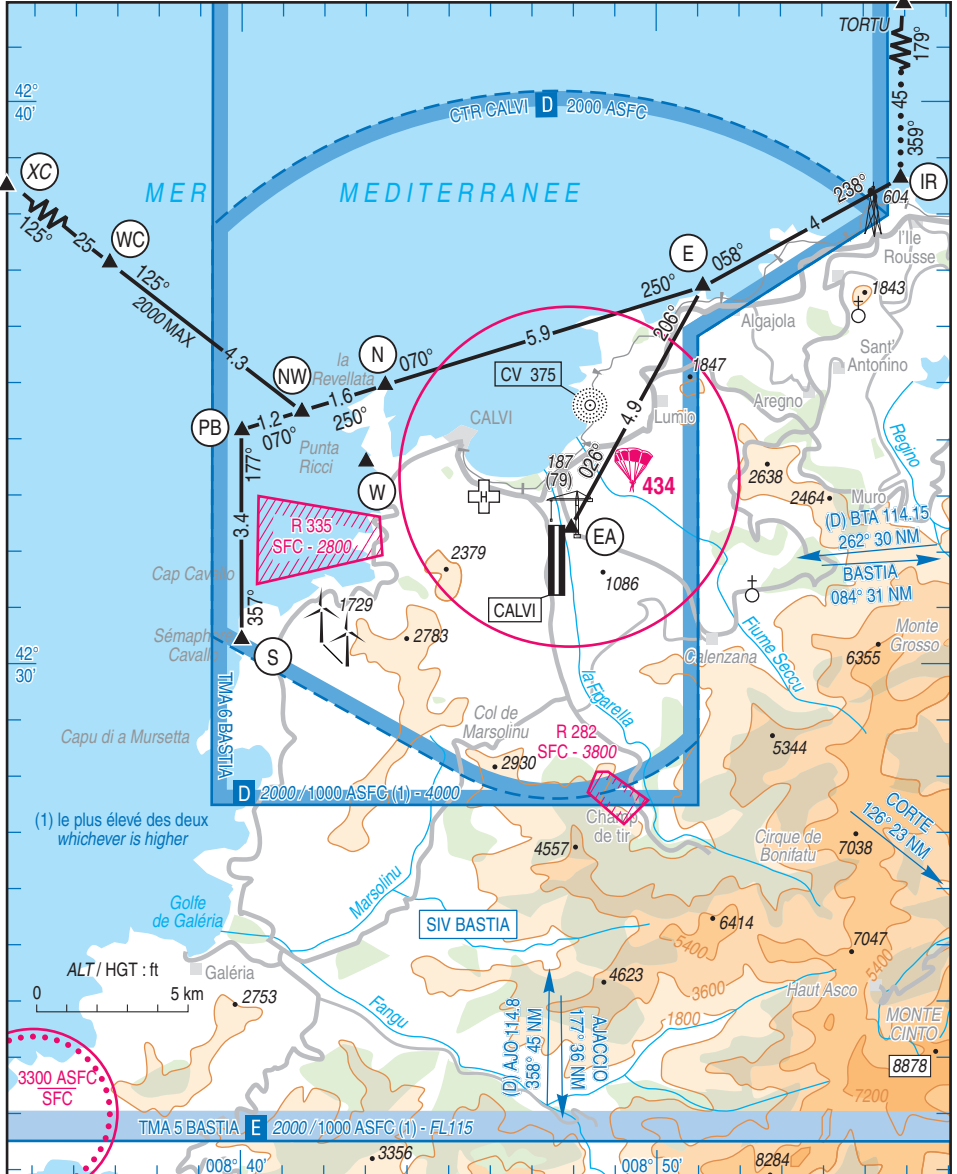 TORTU
179°
45
359°
42°
40'
CTR CALVI D 2000 ASFC
XC
125°
25
WC
125°
2000 MAX
4.3
MER MEDITERRANEE
238°
604
IR
4
058°
E
250°
206°
l'Ile
Rousse
1843
Algajola
Sant'
Antonino
5.9
N
070°
la
Revellata
NW
1.6
250°
1.2
070°
PB
CV 375
1847
Aregno
Lumio
CALVI
4.9
Regino
177°
Punta
Ricci
W
187
(79)
026°
434
2638
2464
Muro
(D) BTA 114.15
262° 30 NM
BASTIA
084° 31 NM
R 335
SFC - 2800
3.4
EA
2379
1086
Cap Cavallo
357°
CALVI
1729
2783
Sémaph
Cavallo
S
42°
30'
Calenzana
Fiume Seccu
Monte
Grosso
6355
la Figarella
TMA 6 BASTIA
Capu di a Mursetta
Col de
Marsolinu
R 282
SFC - 3800
5344
2930
D 2000 / 1000 ASFC (1) - 4000
(1) le plus élevé des deux
whichever is higher
Champ
de tir
CORTE
126° 23 NM
4557
Cirque de
Bonifatu
7038
Marsolinu
Golfe
de Galéria
SIV BASTIA
6414
5400
7047
5400
ALT / HGT : ft
Galéria
0 5 km
2753
4623
3600
Haut Asco
Fangu
1800
MONTE
CINTO
8878
(D) AJO 114.8
358° 45 NM
AJACCIO
177° 36 NM
3300 ASFC
SFC
7200
TMA 5 BASTIA E 2000 / 1000 ASFC (1) - FL115
008° 40'
3356
008° 50'
8284